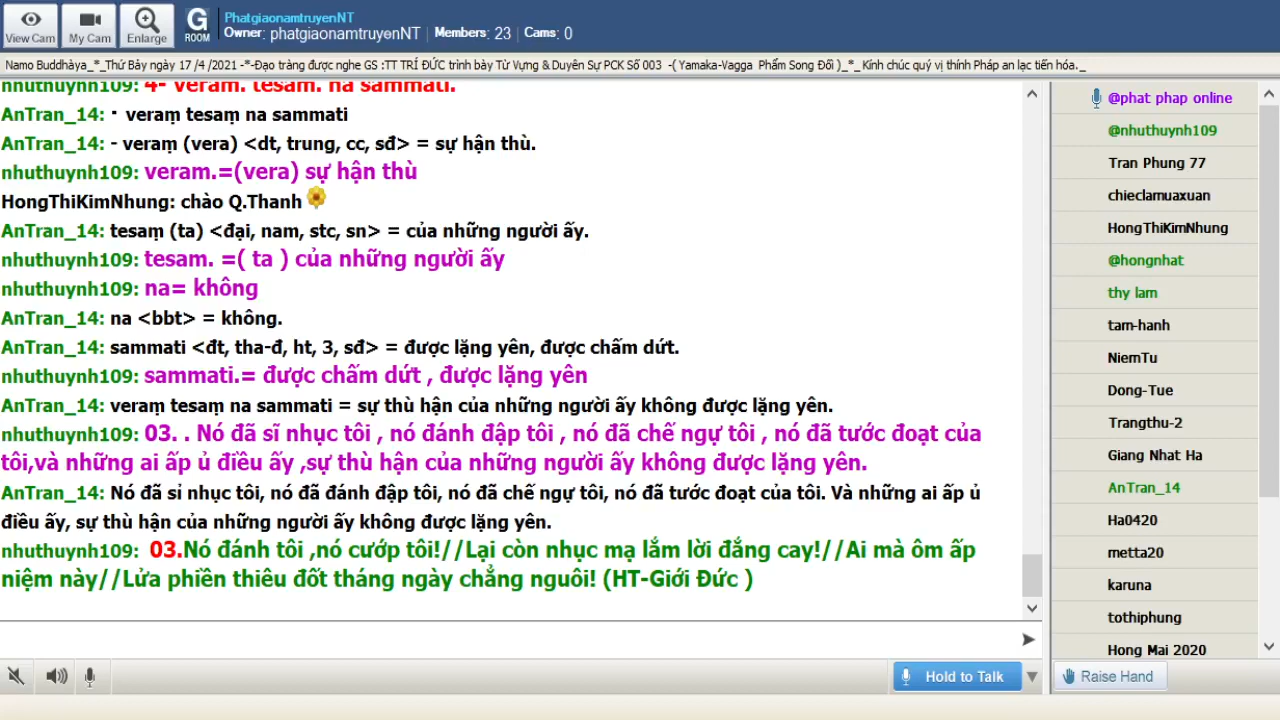 View Cam
My Cam
Enlarge
G
ROOM
PhatgiaonamtruyenNT
Owner: phatgiaonamtruyenNT | Members: 23 | Cams: 0
Namo Buddhàya_*_Thứ Bảy ngày 17 /4 /2021 -*-Đạo tràng được nghe GS :TT TRÍ ĐỨC trình bày Từ Vựng & Duyên Sự PCK Số 003 -( Yamaka-Vagga Phẩm Song Đối )_*_ Kính chúc quý vị thính Pháp an lạc tiến hóa._
nhuthuynh109: 4- veram. tesam. na sammati.
AnTran_14: · veraṃ tesaṃ na sammati
AnTran_14: - veraṃ (vera) <dt, trung, cc, sđ> = sự hận thù.
nhuthuynh109: veram.=(vera) sự hận thù
HongThiKimNhung: chào Q.Thanh
AnTran_14: tesaṃ (ta) <đại, nam, stc, sn> = của những người ấy.
nhuthuynh109: tesam. =( ta ) của những người ấy
nhuthuynh109: na= không
AnTran_14: na <bbt> = không.
AnTran_14: sammati <đt, tha-đ, ht, 3, sđ> = được lặng yên, được chấm dứt.
nhuthuynh109: sammati.= được chấm dứt , được lặng yên
AnTran_14: veraṃ tesaṃ na sammati = sự thù hận của những người ấy không được lặng yên.
nhuthuynh109: 03. . Nó đã sĩ nhục tôi , nó đánh đập tôi , nó đã chế ngự tôi , nó đã tước đoạt của
tôi,và những ai ấp ủ điều ấy ,sự thù hận của những người ấy không được lặng yên.
AnTran_14: Nó đã sỉ nhục tôi, nó đã đánh đập tôi, nó đã chế ngự tôi, nó đã tước đoạt của tôi. Và những ai ấp ủ
điều ấy, sự thù hận của những người ấy không được lặng yên.
nhuthuynh109: 03.Nó đánh tôi ,nó cướp tôi!//Lại còn nhục mạ lắm lời đắng cay!//Ai mà ôm ấp
niệm này//Lửa phiền thiêu đốt tháng ngày chẳng nguôi! (HT-Giới Đức )
@phat phap online
@nhuthuynh109
Tran Phung 77
chieclamuaxuan
HongThiKimNhung
@hongnhat
thy lam
tam-hanh
NiemTu
Dong-Tue
Trangthu-2
Giang Nhat Ha
AnTran_14
Ha0420
metta20
karuna
tothiphung
Hong Mai 2020
Hold to Talk
Raise Hand